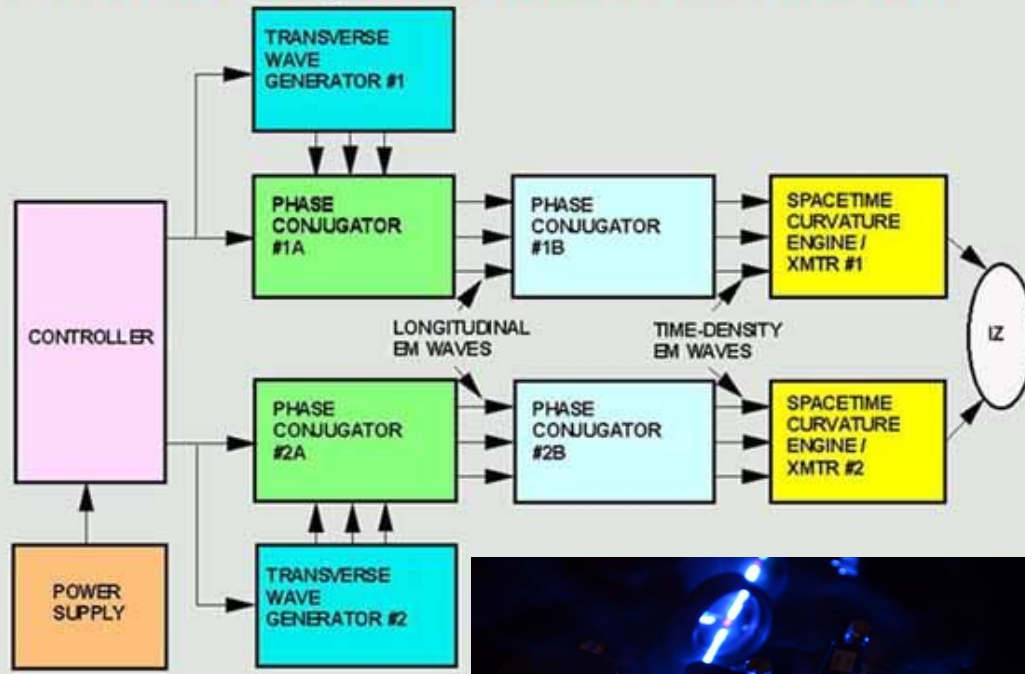 TRANSVERSE
WAVE
GENERATOR #1
PHASE
CONJUGATOR
#1A
PHASE
CONJUGATOR
#1B
SPACETIME
CURVATURE
ENGINE /
XMTR #1
CONTROLLER
LONGITUDINAL
EM WAVES
TIME-DENSITY
EM WAVES
IZ
PHASE
CONJUGATOR
#2A
PHASE
CONJUGATOR
#2B
SPACETIME
CURVATURE
ENGINE /
XMTR #2
POWER
SUPPLY
TRANSVERSE
WAVE
GENERATOR #2